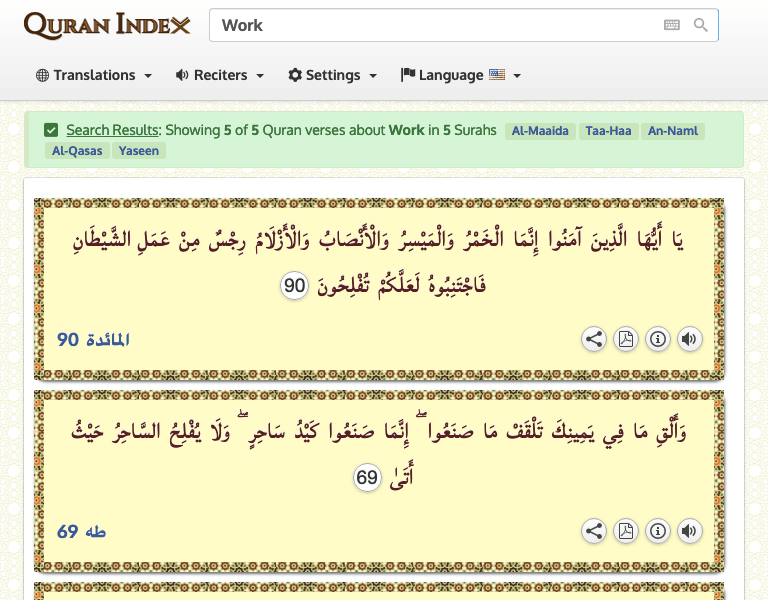 QURAN INDEX
Work
Translations
Reciters
Settings
Language
Search Results: Showing 5 of 5 Quran verses about Work in 5 Surahs Al-Maaida Taa-Haa An-Naml
Al-Qasas Yaseen
يَا أَيُّهَا الَّذِينَ آمَنُوا إِنَّمَا الْخَمْرُ وَالْمَيْسِرُ وَالْأَنْصَابُ وَالْأَزْلَامُ رِجْسٌ مِنْ عَمَلِ الشَّيْطَانِ
فَاجْتَنِبُوهُ لَعَلَّكُمْ تُفْلِحُونَ 90
المائدة 90
وَأَلْقِ مَا فِي يَمِينِكَ تَلْقَفْ مَا صَنَعُوا ۖ إِنَّمَا صَنَعُوا كَيْدُ سَاحِرٍ ۖ وَلَا يُفْلِحُ السَّاحِرُ حَيْثُ
أَتَىٰ 69
طه 69